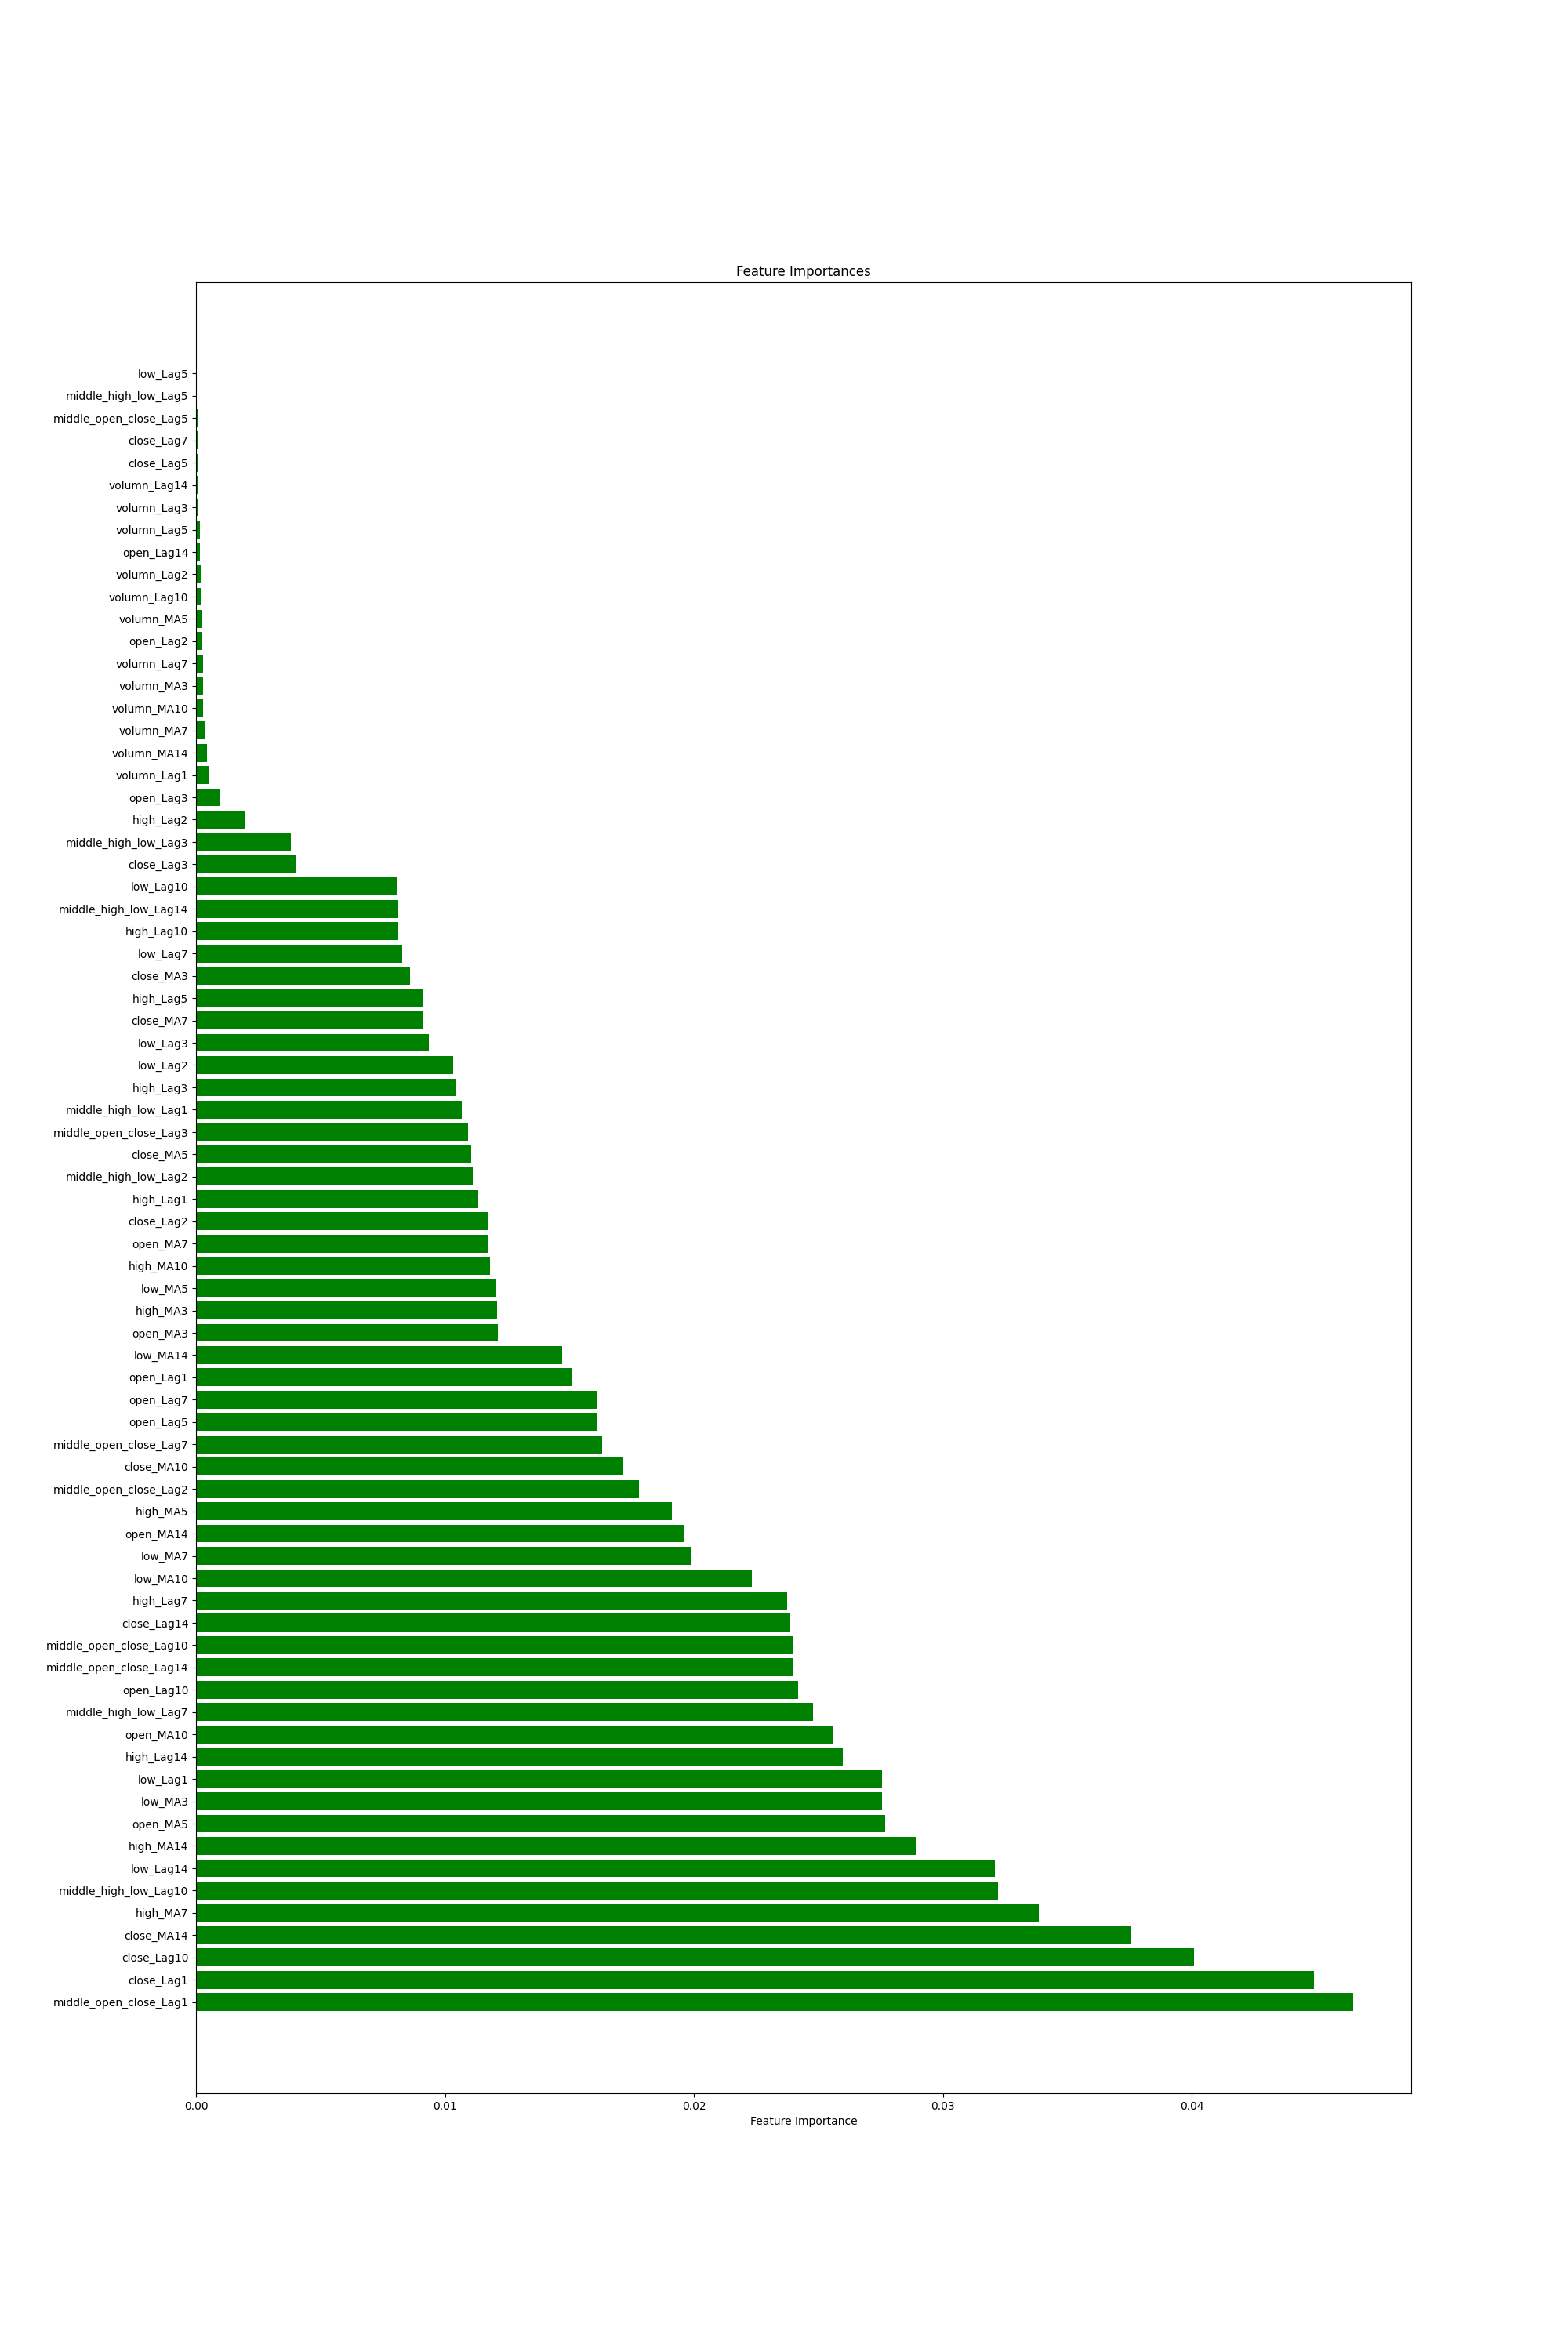 Feature Importances
low_Lag5
middle_high_low_Lag5
middle_open_close_Lag5
close_Lag7
close_Lag5
volumn_Lag14
volumn_Lag3
volumn_Lag5
open_Lag14
volumn_Lag2
volumn_Lag10
volumn_MA5
open_Lag2
volumn_Lag7
volumn_MA3
volumn_MA10
volumn_MA7
volumn_MA14
volumn_Lag1
open_Lag3
high_Lag2
middle_high_low_Lag3
close_Lag3
low_Lag10
middle_high_low_Lag14
high_Lag10
low_Lag7
close_MA3
high_Lag5
close_MA7
low_Lag3
low_Lag2
high_Lag3
middle_high_low_Lag1
middle_open_close_Lag3
close_MA5
middle_high_low_Lag2
high_Lag1
close_Lag2
open_MA7
high_MA10
low_MA5
high_MA3
open_MA3
low_MA14
open_Lag1
open_Lag7
open_Lag5
middle_open_close_Lag7
close_MA10
middle_open_close_Lag2
high_MA5
open_MA14
low_MA7
low_MA10
high_Lag7
close_Lag14
middle_open_close_Lag10
middle_open_close_Lag14
open_Lag10
middle_high_low_Lag7
open_MA10
high_Lag14
low_Lag1
low_MA3
open_MA5
high_MA14
low_Lag14
middle_high_low_Lag10
high_MA7
close_MA14
close_Lag10
close_Lag1
middle_open_close_Lag1
0.00 0.01 0.02 0.03 0.04
Feature Importance